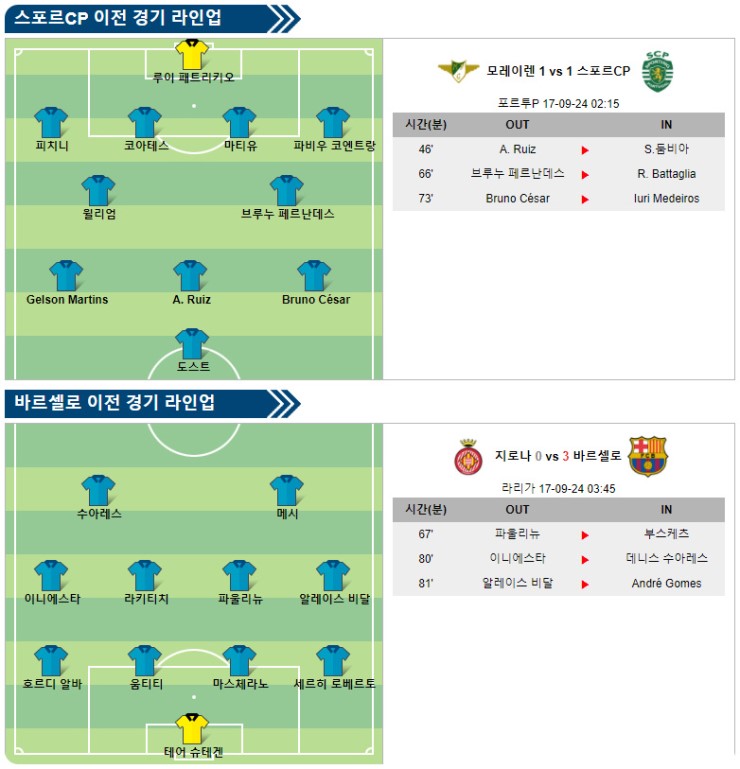 스포르CP 이전 경기 라인업
루이 패트리키오
피치니 코아테스 마티유 파비우 코엔트랑
윌리엄 브루누 페르난데스
Gelson Martins A. Ruiz Bruno César
도스트
모레이렌 1 vs 1 스포르CP
SCP
포르투P 17-09-24 02:15
시간(분) OUT IN
46' A. Ruiz S.둠비아
66' 브루누 페르난데스 R. Battaglia
73' Bruno César Iuri Medeiros
바르셀로 이전 경기 라인업
수아레스 메시
이니에스타 라키티치 파울리뉴 알레이스 비달
호르디 알바 움티티 마스체라노 세르히 로베르토
테어 슈테겐
지로나 0 vs 3 바르셀로
라리가 17-09-24 03:45
시간(분) OUT IN
67' 파울리뉴 부스케츠
80' 이니에스타 데니스 수아레스
81' 알레이스 비달 André Gomes